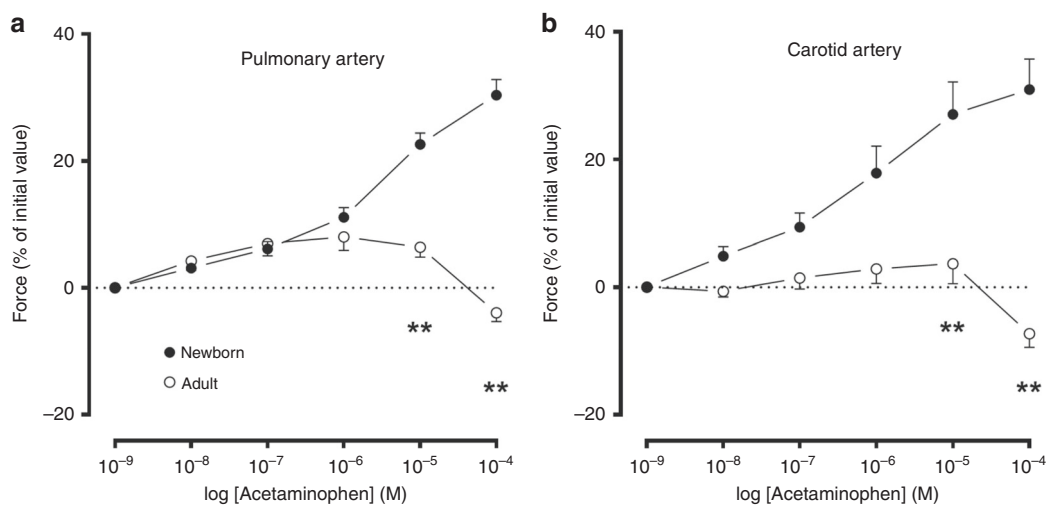 a
Pulmonary artery
Force (% of initial value)
40
20
0
–20
Newborn
Adult
**
**
10⁻⁹ 10⁻⁸ 10⁻⁷ 10⁻⁶ 10⁻⁵ 10⁻⁴
log [Acetaminophen] (M)
b
Carotid artery
Force (% of initial value)
40
20
0
–20
**
**
10⁻⁹ 10⁻⁸ 10⁻⁷ 10⁻⁶ 10⁻⁵ 10⁻⁴
log [Acetaminophen] (M)